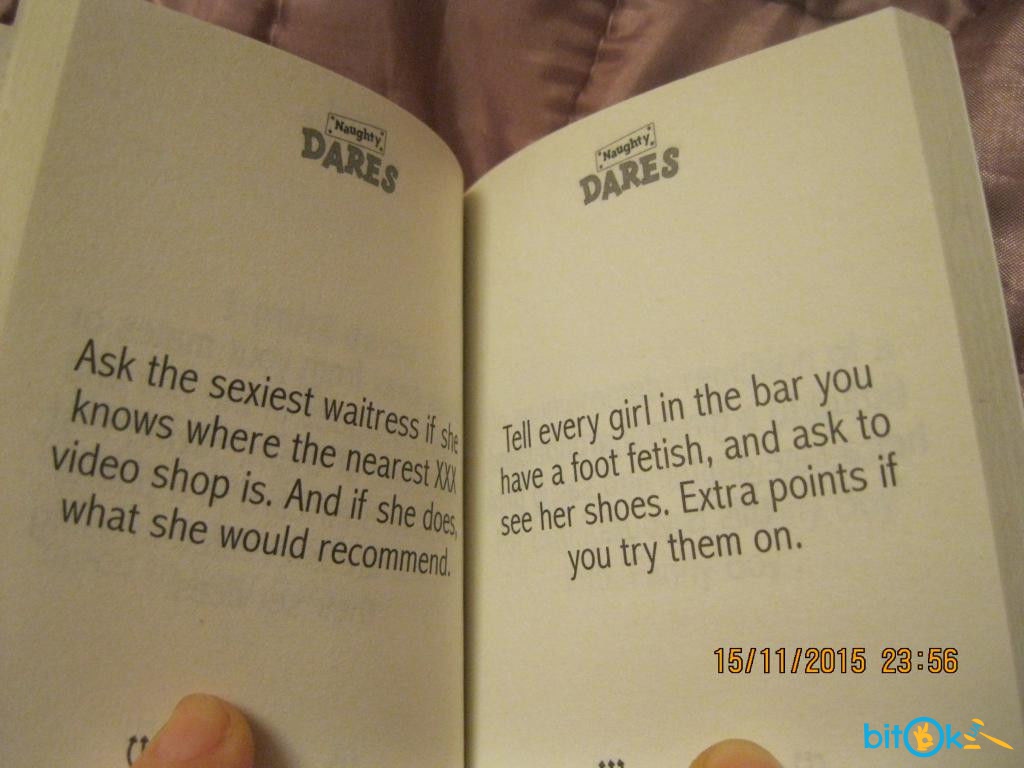 Naughty
DARES
Ask the sexiest waitress if she
knows where the nearest XXX
video shop is. And if she does,
what she would recommend.
Naughty
DARES
Tell every girl in the bar you
have a foot fetish, and ask to
see her shoes. Extra points if
you try them on.
15/11/2015 23:56
bitOk